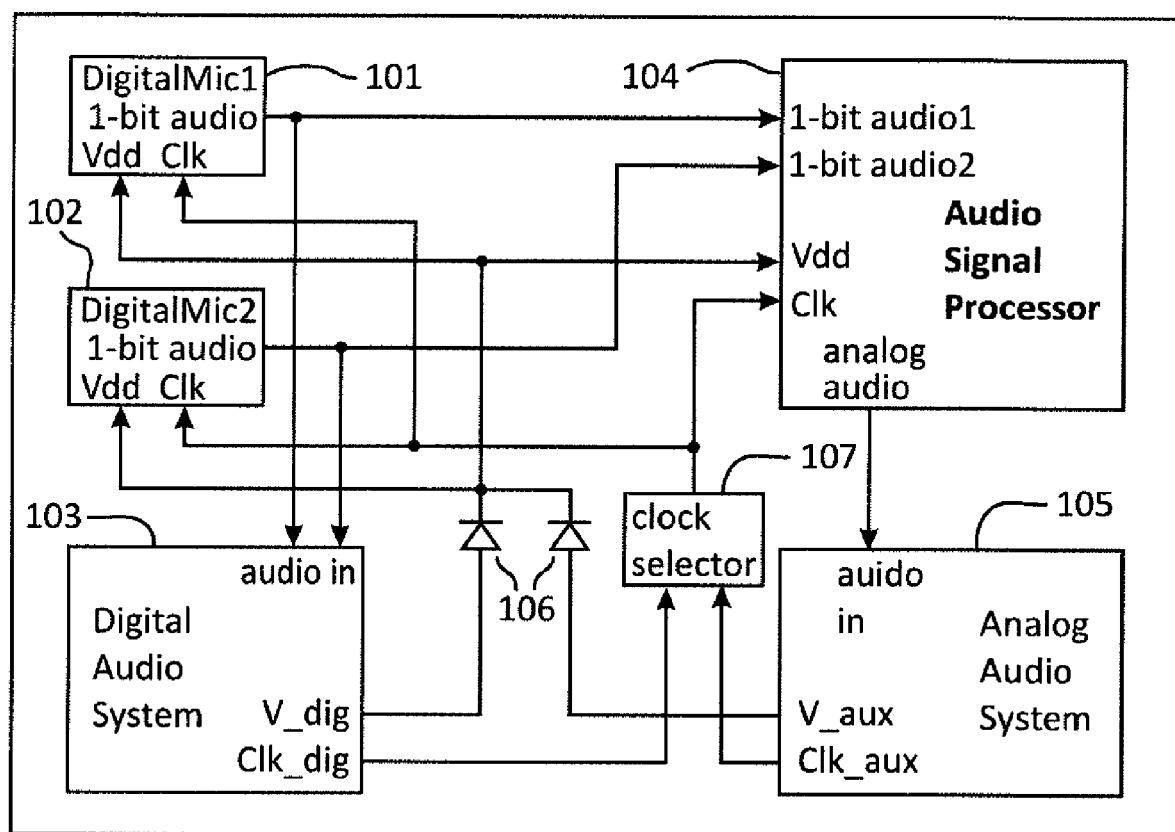 DigitalMic1
1-bit audio
Vdd Clk
101
104
1-bit audio1
1-bit audio2
Vdd
Clk
Audio
Signal
Processor
analog
audio
102
DigitalMic2
1-bit audio
Vdd Clk
103
audio in
Digital
Audio
System
V_dig
Clk_dig
106
107
clock
selector
105
auido
in
Analog
Audio
System
V_aux
Clk_aux